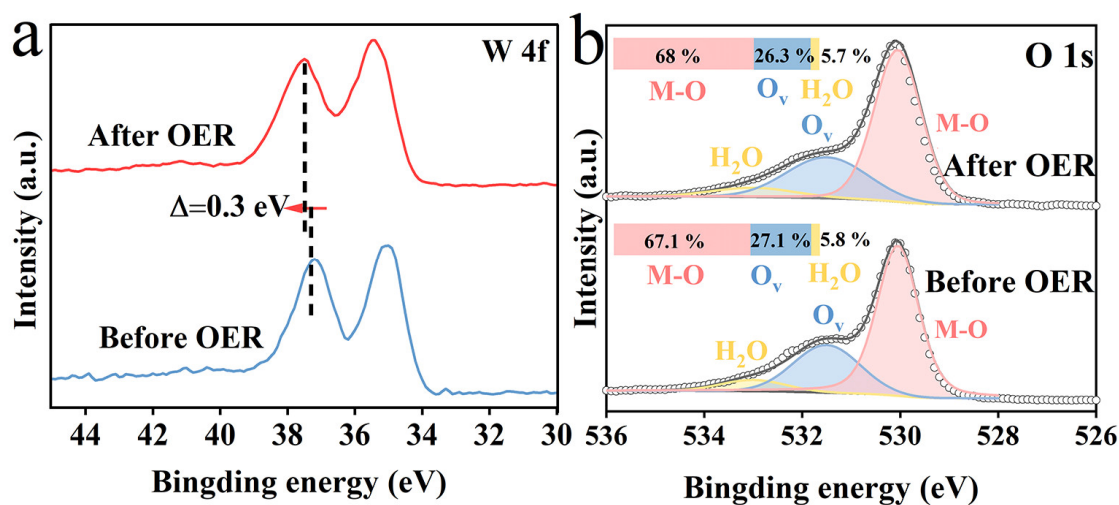 a
W 4f
After OER
Δ=0.3 eV
Before OER
Intensity (a.u.)
44 42 40 38 36 34 32 30
Bingding energy (eV)
b
O 1s
68 % 26.3 % 5.7 %
M-O Ov H2O
Ov
H2O
M-O
After OER
67.1 % 27.1 % 5.8 %
M-O Ov H2O
Ov
H2O
Before OER
M-O
Intensity (a.u.)
536 534 532 530 528 526
Bingding energy (eV)